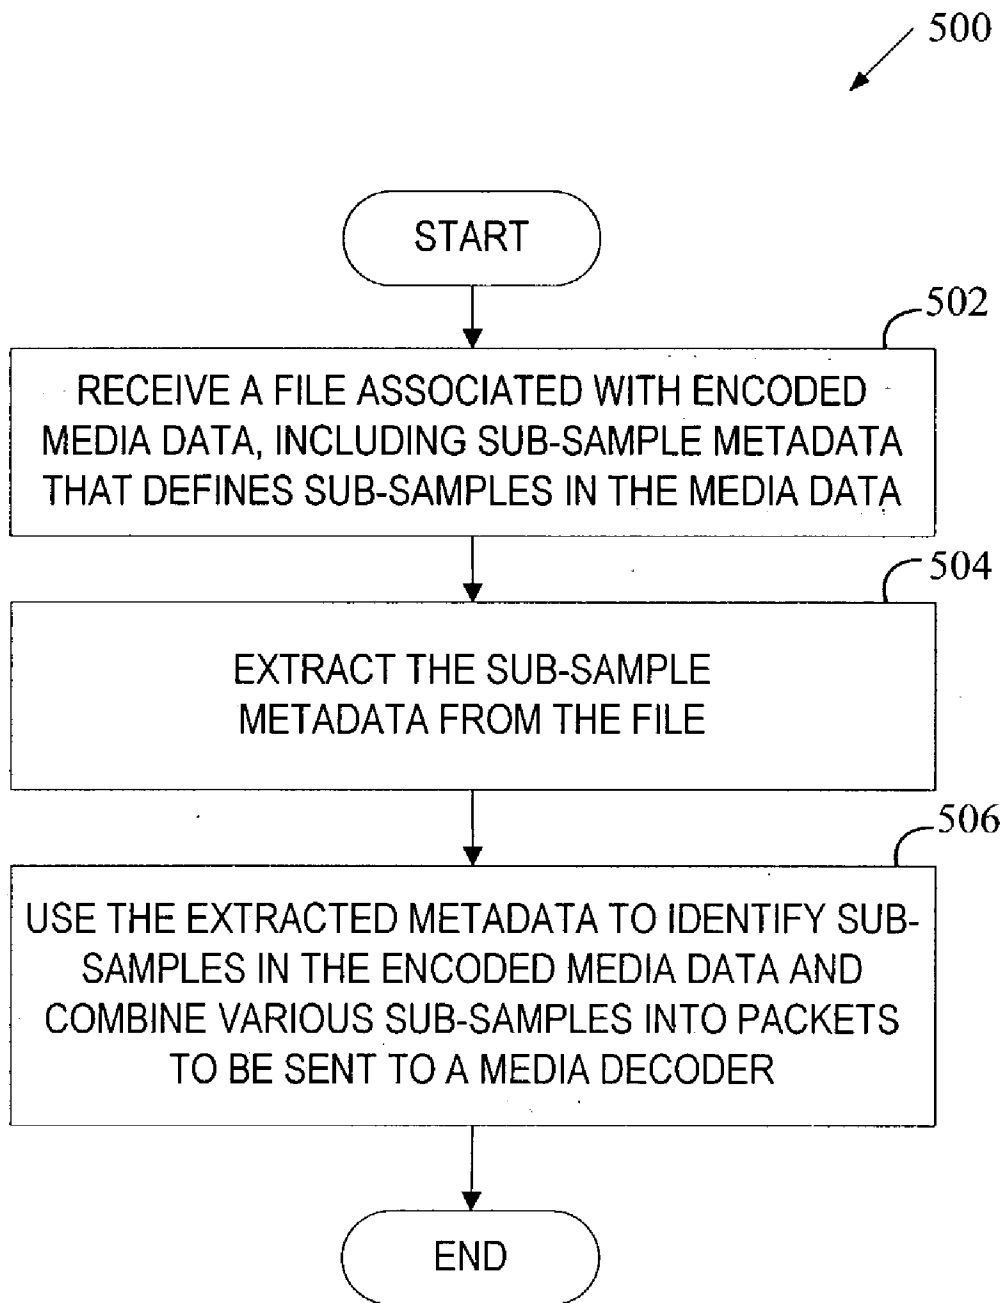 500
START
502
RECEIVE A FILE ASSOCIATED WITH ENCODED
MEDIA DATA, INCLUDING SUB-SAMPLE METADATA
THAT DEFINES SUB-SAMPLES IN THE MEDIA DATA
504
EXTRACT THE SUB-SAMPLE
METADATA FROM THE FILE
506
USE THE EXTRACTED METADATA TO IDENTIFY SUB-
SAMPLES IN THE ENCODED MEDIA DATA AND
COMBINE VARIOUS SUB-SAMPLES INTO PACKETS
TO BE SENT TO A MEDIA DECODER
END